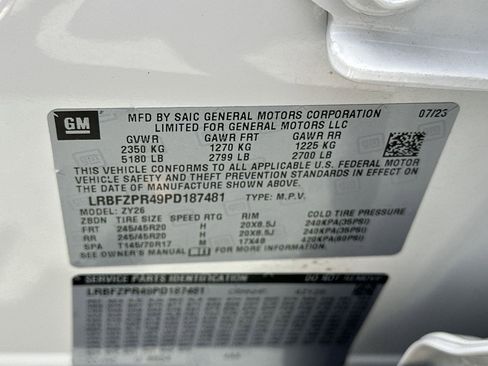 GM
MFD BY SAIC GENERAL MOTORS CORPORATION
LIMITED FOR GENERAL MOTORS LLC
07/23
GVWR GAWR FRT GAWR RR
2350 KG 1270 KG 1225 KG
5180 LB 2799 LB 2700 LB
THIS VEHICLE CONFORMS TO ALL APPLICABLE U.S. FEDERAL MOTOR
VEHICLE SAFETY AND THEFT PREVENTION STANDARDS IN EFFECT ON
THE DATE OF MANUFACTURE SHOWN ABOVE.
LRBFZPR49PD187481 TYPE: M.P.V.
MODEL: ZY26
ZBDN TIRE SIZE SPEED RIM COLD TIRE PRESSURE
FRT 245/45R20 H 20X8.5J 240KPA(35PSI)
RR 245/45R20 H 20X8.5J 240KPA(35PSI)
SPA T145/70R17 M 17X4B 420KPA(60PSI)
SEE OWNER'S MANUAL FOR MORE INFORMATION.
SERVICE PARTS IDENTIFICATION DO NOT REMOVE
LRBFZPR49PD187481